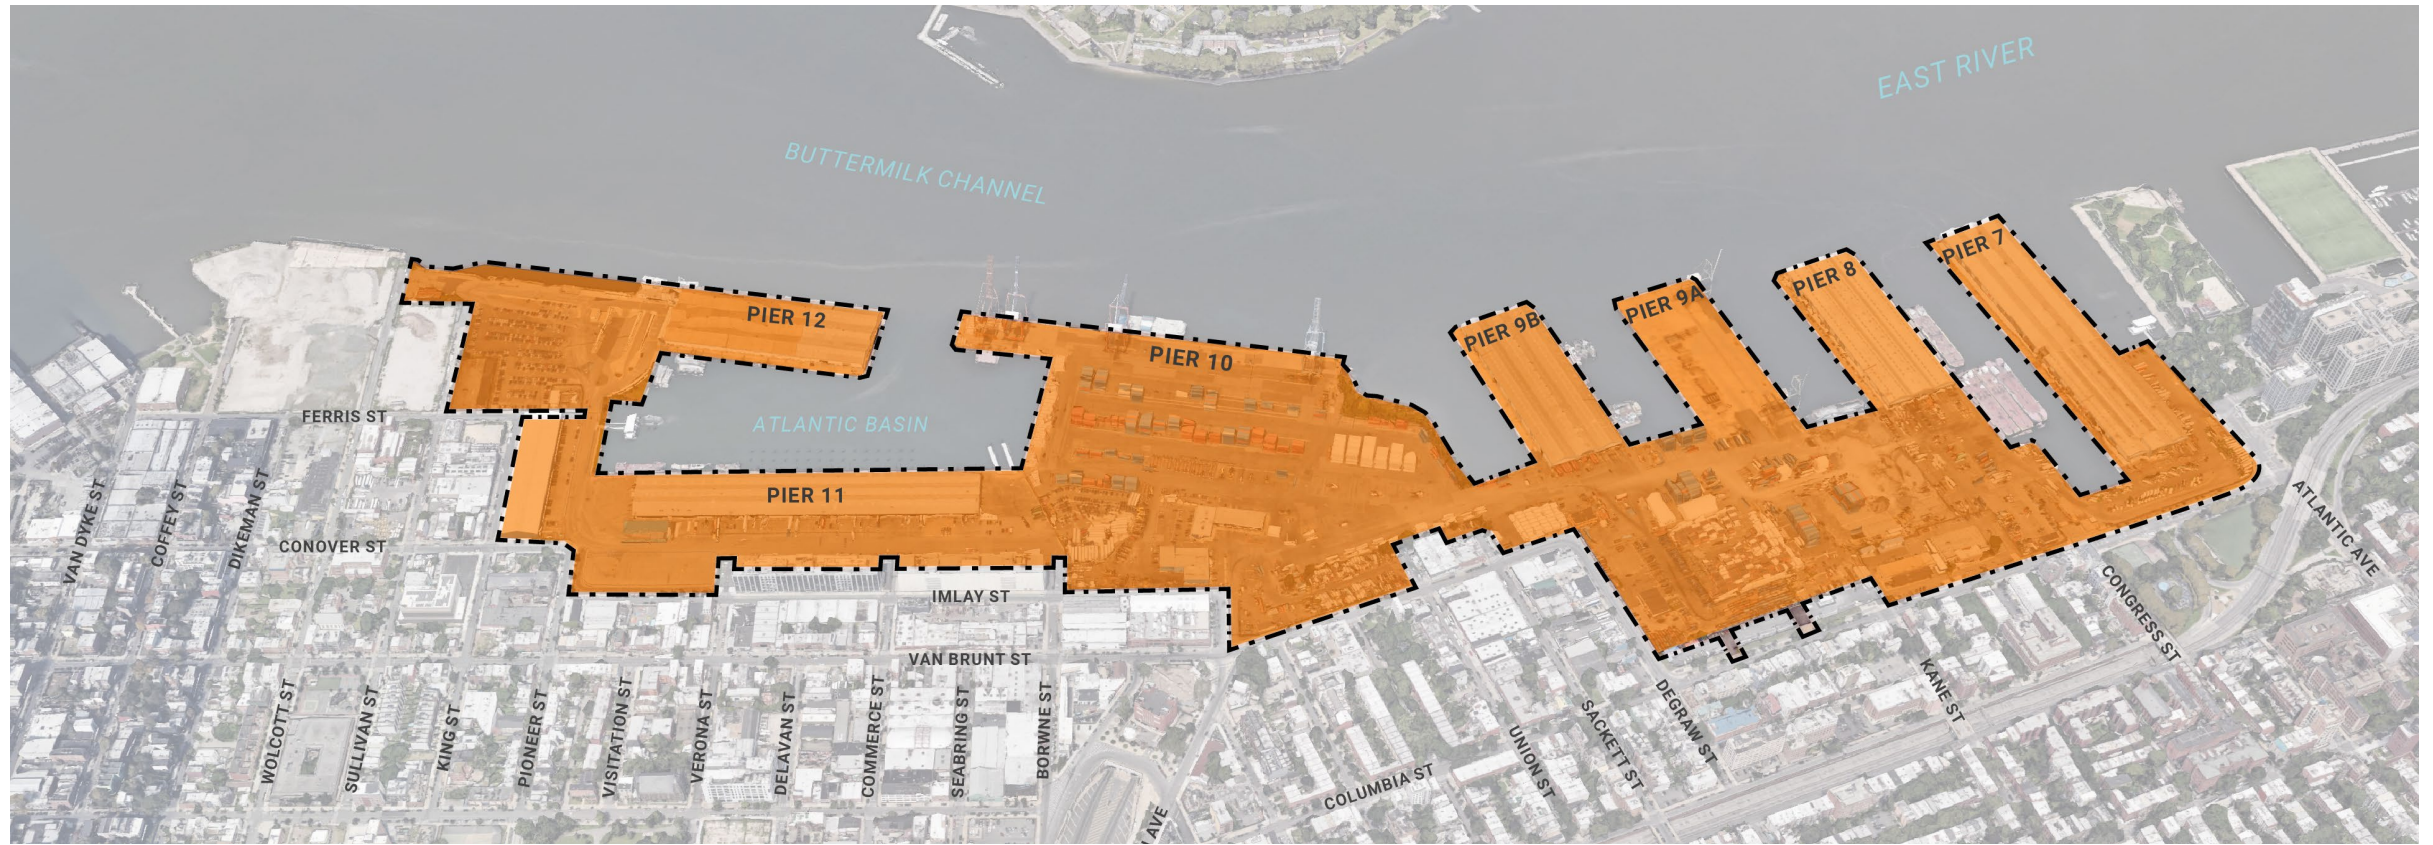 EAST RIVER
BUTTERMILK CHANNEL
PIER 7
PIER 8
PIER 9A
PIER 9B
PIER 12
PIER 10
ATLANTIC BASIN
PIER 11
FERRIS ST
CONOVER ST
VAN DYKE ST
COFFEY ST
DIKEMAN ST
IMLAY ST
VAN BRUNT ST
WOLCOTT ST
SULLIVAN ST
KING ST
PIONEER ST
VISITATION ST
VERONA ST
DELAVAN ST
COMMERCE ST
SEABRING ST
BORWNE ST
AVE
COLUMBIA ST
UNION ST
SACKETT ST
DEGRAW ST
KANE ST
CONGRESS ST
ATLANTIC AVE